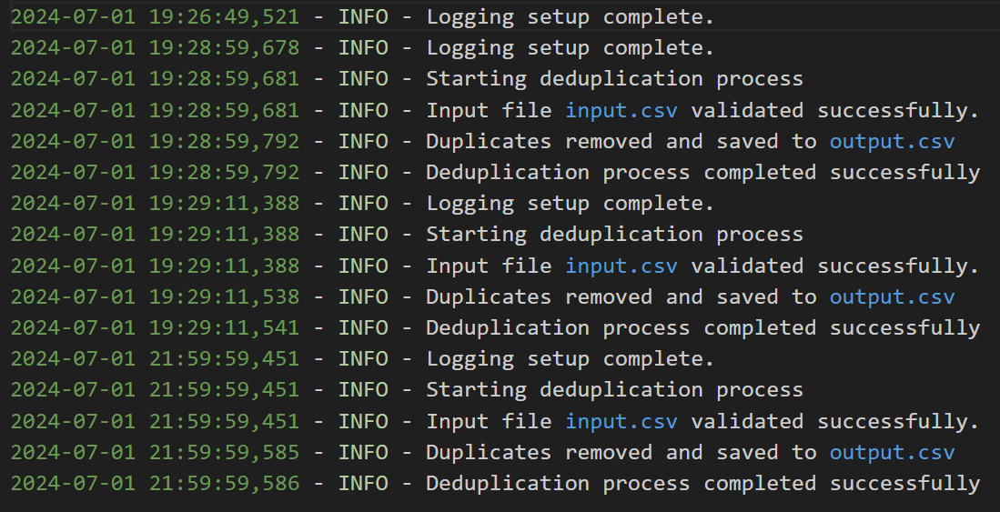 2024-07-01 19:26:49,521 - INFO - Logging setup complete.
2024-07-01 19:28:59,678 - INFO - Logging setup complete.
2024-07-01 19:28:59,681 - INFO - Starting deduplication process
2024-07-01 19:28:59,681 - INFO - Input file input.csv validated successfully.
2024-07-01 19:28:59,792 - INFO - Duplicates removed and saved to output.csv
2024-07-01 19:28:59,792 - INFO - Deduplication process completed successfully
2024-07-01 19:29:11,388 - INFO - Logging setup complete.
2024-07-01 19:29:11,388 - INFO - Starting deduplication process
2024-07-01 19:29:11,388 - INFO - Input file input.csv validated successfully.
2024-07-01 19:29:11,538 - INFO - Duplicates removed and saved to output.csv
2024-07-01 19:29:11,541 - INFO - Deduplication process completed successfully
2024-07-01 21:59:59,451 - INFO - Logging setup complete.
2024-07-01 21:59:59,451 - INFO - Starting deduplication process
2024-07-01 21:59:59,451 - INFO - Input file input.csv validated successfully.
2024-07-01 21:59:59,585 - INFO - Duplicates removed and saved to output.csv
2024-07-01 21:59:59,586 - INFO - Deduplication process completed successfully